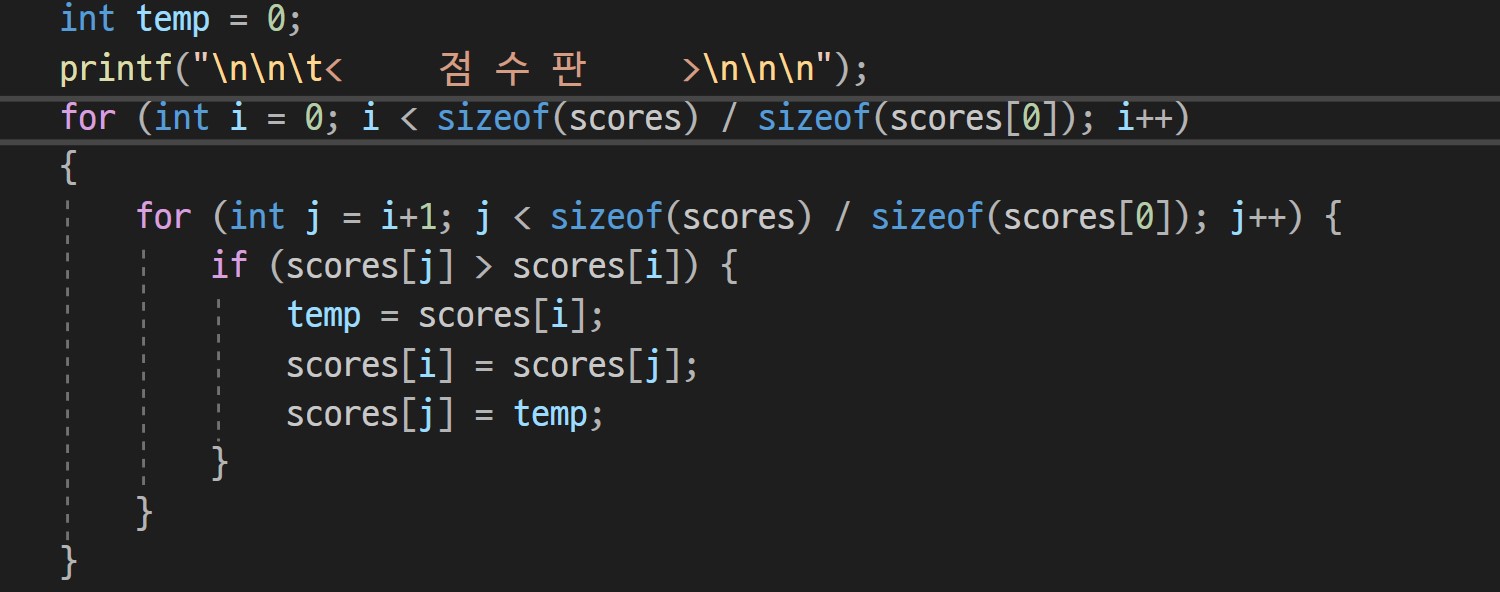 int temp = 0;
printf("\n\n\t<     점 수 판     >\n\n\n");
for (int i = 0; i < sizeof(scores) / sizeof(scores[0]); i++)
{
    for (int j = i+1; j < sizeof(scores) / sizeof(scores[0]); j++) {
        if (scores[j] > scores[i]) {
            temp = scores[i];
            scores[i] = scores[j];
            scores[j] = temp;
        }
    }
}